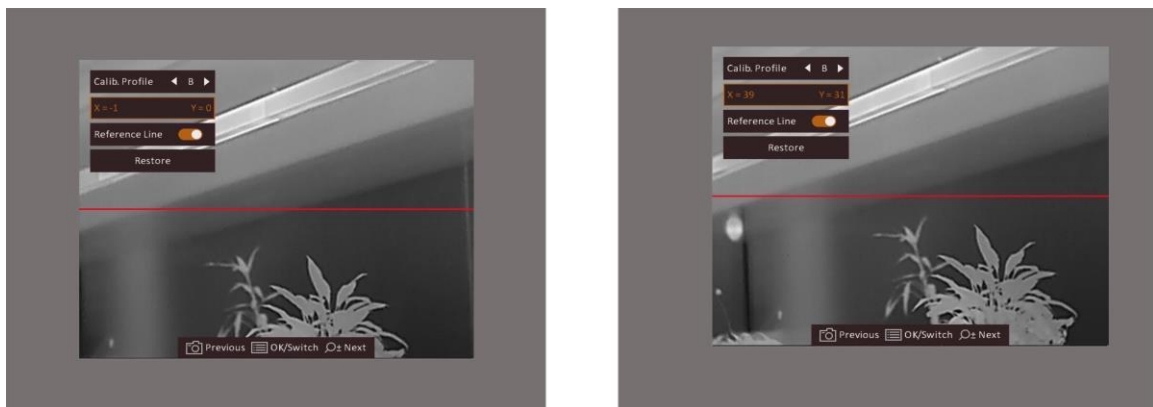 Calib. Profile ◀ B ▶
X = -1 Y = 0
Reference Line
Restore
Previous OK/Switch ± Next
Calib. Profile ◀ B ▶
X = 39 Y = 31
Reference Line
Restore
Previous OK/Switch ± Next